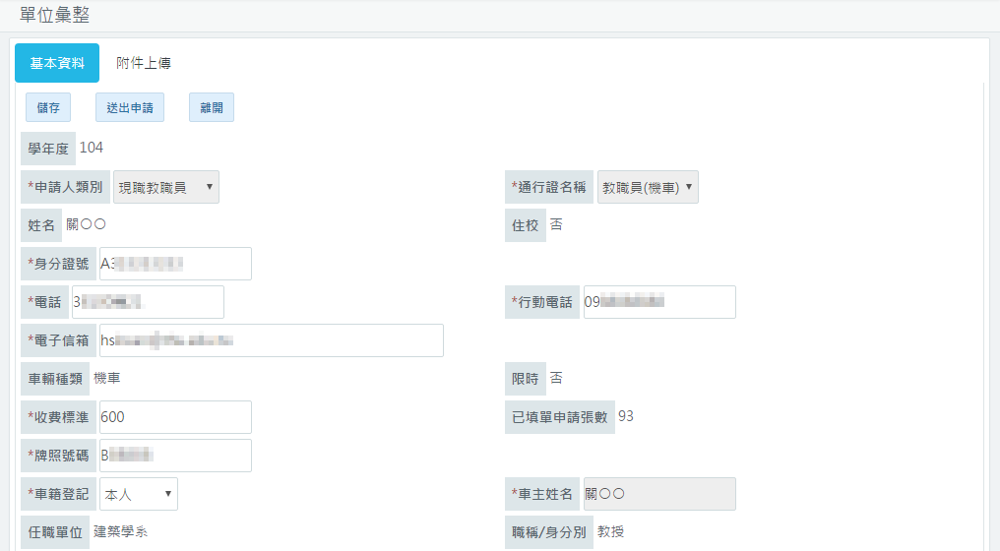 單位彙整
基本資料 附件上傳
儲存 送出申請 離開
學年度 104
*申請人類別 現職教職員 *通行證名稱 教職員(機車)
姓名 關〇〇 住校 否
*身分證號 A3
*電話 3 *行動電話 09
*電子信箱 hs
車輛種類 機車 限時 否
*收費標準 600 已填單申請張數 93
*牌照號碼 B
*車籍登記 本人 *車主姓名 關〇〇
任職單位 建築學系 職稱/身分別 教授